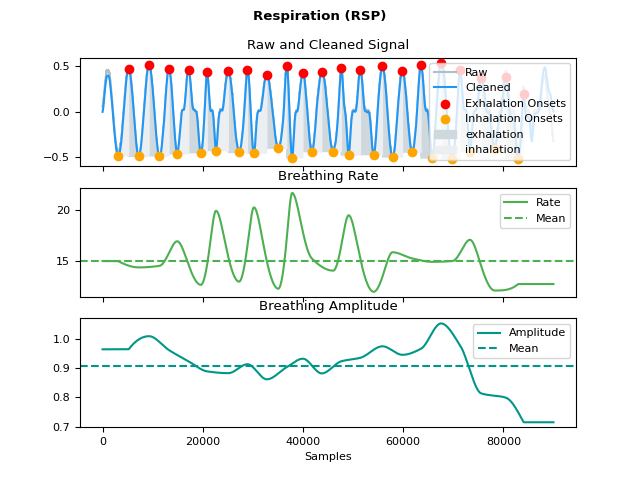 Respiration (RSP)
Raw and Cleaned Signal
0.5
0.0
−0.5
Raw
Cleaned
Exhalation Onsets
Inhalation Onsets
exhalation
inhalation
Breathing Rate
20
15
Rate
Mean
Breathing Amplitude
1.0
0.9
0.8
0.7
Amplitude
Mean
0
20000
40000
60000
80000
Samples